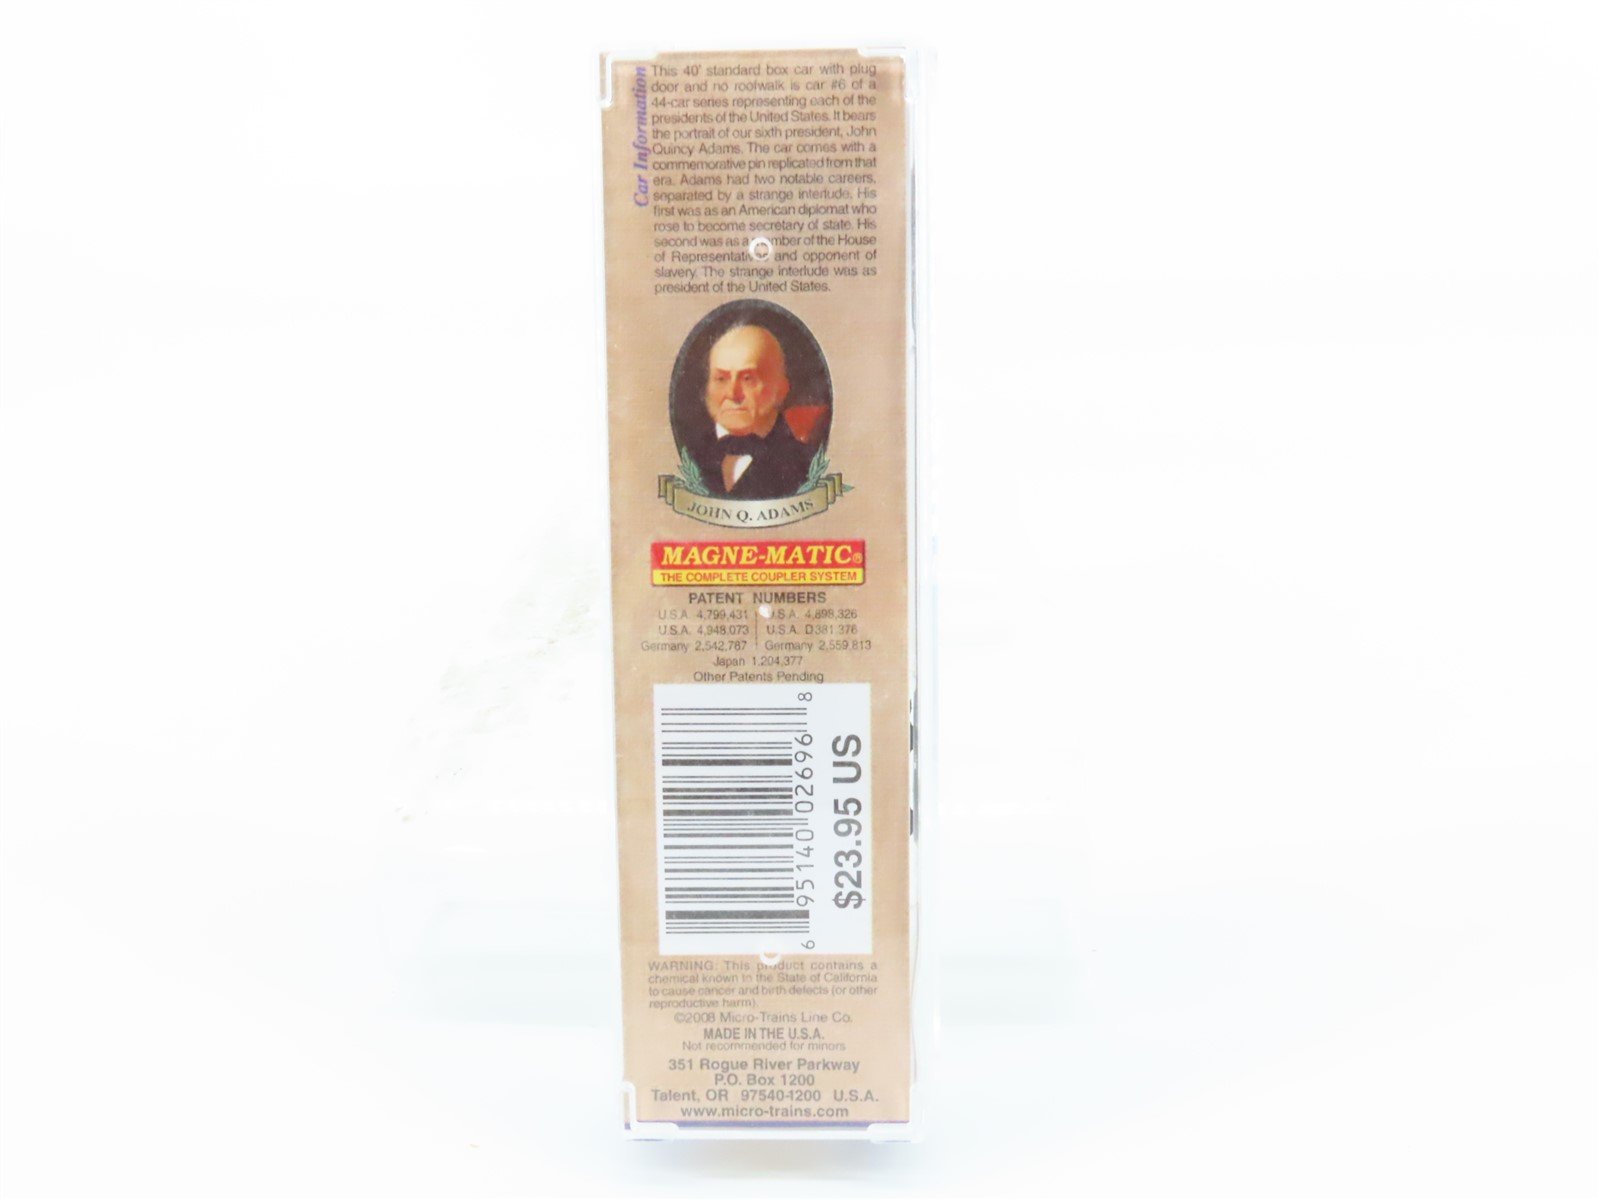 Car Information
This 40' standard box car with plug
door and no roofwalk is car #6 of a
44-car series representing each of the
presidents of the United States. It bears
the portrait of our sixth president, John
Quincy Adams. The car comes with a
commemorative pin replicated from that
era. Adams had two notable careers,
separated by a strange interlude. His
first was as an American diplomat who
rose to become secretary of state. His
second was as a mber of the House
of Representati and opponent of
slavery. The strange interlude was as
president of the United States.
JOHN Q. ADAMS
MAGNE-MATIC®
THE COMPLETE COUPLER SYSTEM
PATENT NUMBERS
U.S.A. 4,799,431 U.S.A. 4,898,326
U.S.A. 4,948,073 U.S.A. D381,376
Germany 2,542,787 Germany 2,559,813
Japan 1,204,377
Other Patents Pending
6 95140 02696 8
$23.95 US
WARNING: This product contains a
chemical known to the State of California
to cause cancer and birth defects (or other
reproductive harm).
©2008 Micro-Trains Line Co.
MADE IN THE U.S.A.
Not recommended for minors
351 Rogue River Parkway
P.O. Box 1200
Talent, OR 97540-1200 U.S.A.
www.micro-trains.com